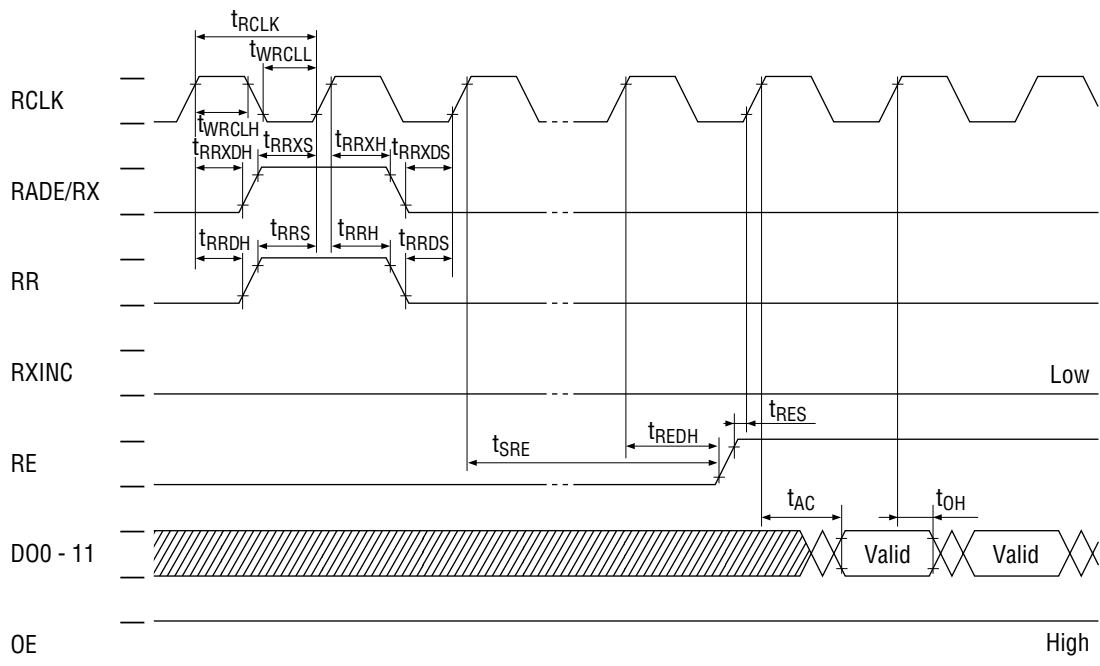 tRCLK
tWRCLL
RCLK
tWRCLH
tRRXDH tRRXS tRRXH tRRXDS
RADE/RX
tRRDH tRRS tRRH tRRDS
RR
RXINC
Low
tRES
tREDH
tSRE
RE
tAC
tOH
DO0 - 11
Valid Valid
OE
High